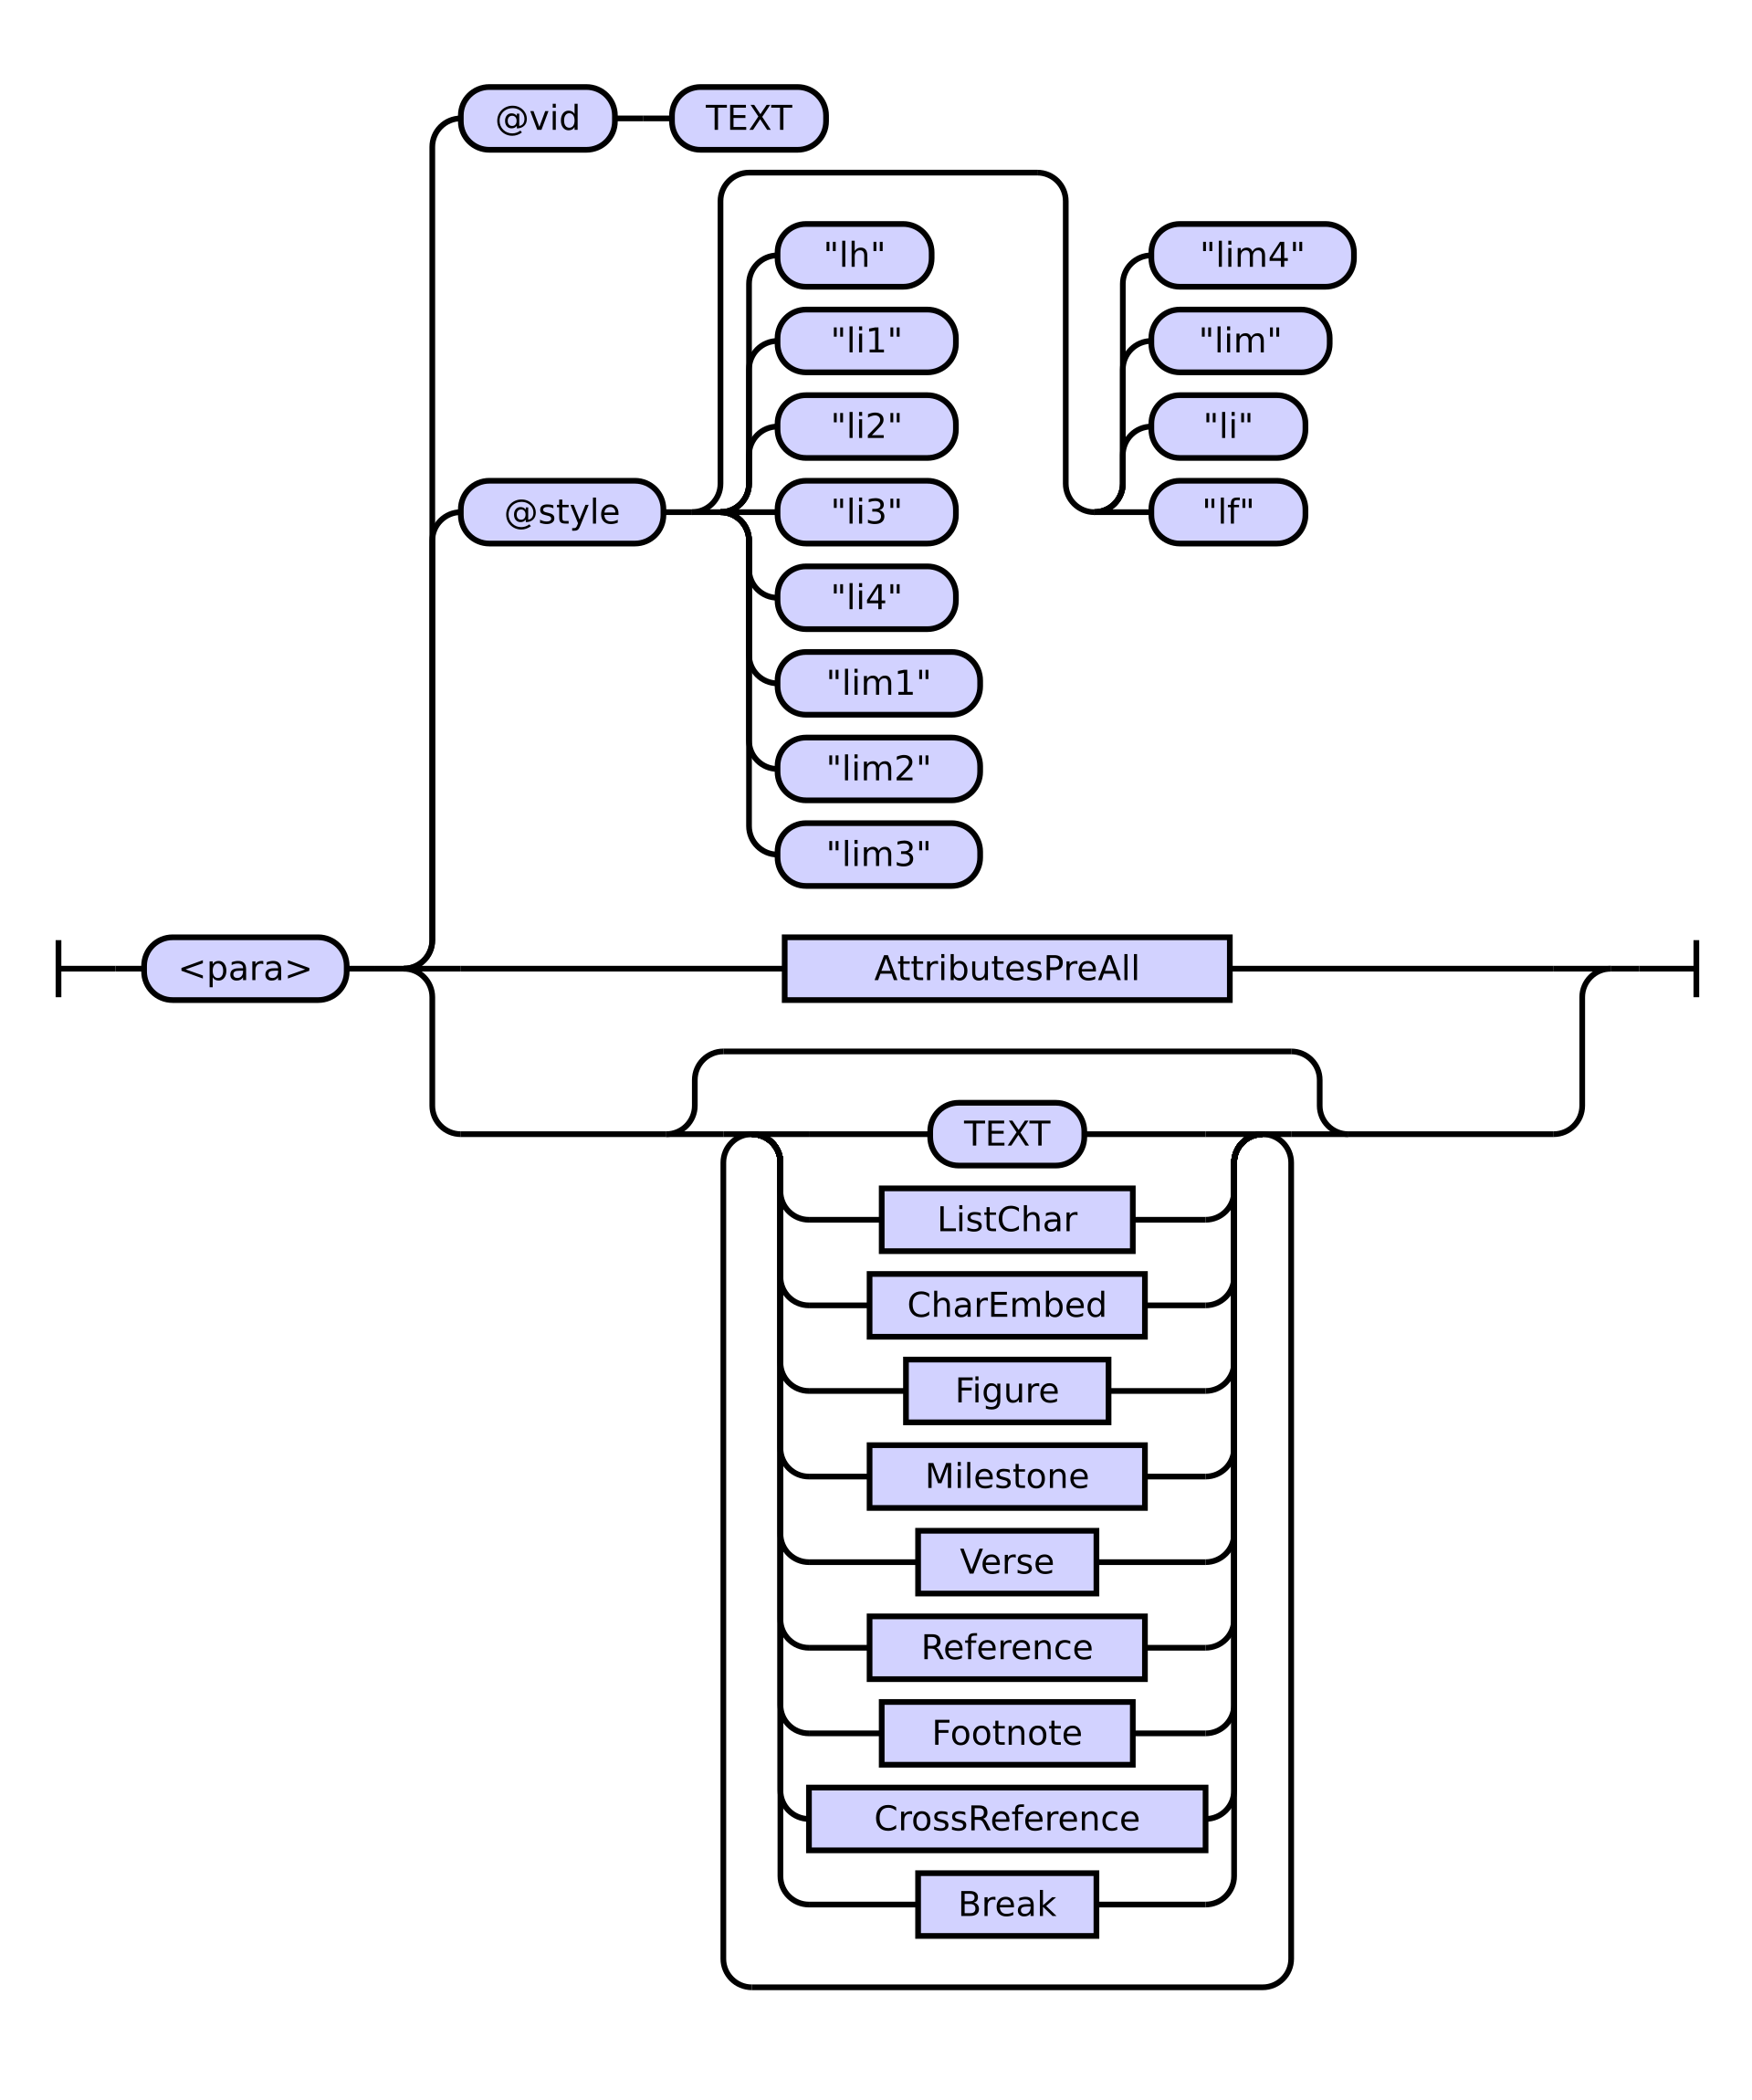 @vid TEXT
"lh" "lim4"
"li1" "lim"
"li2" "li"
@style "li3" "lf"
"li4"
"lim1"
"lim2"
"lim3"
<para> AttributesPreAll
TEXT
ListChar
CharEmbed
Figure
Milestone
Verse
Reference
Footnote
CrossReference
Break